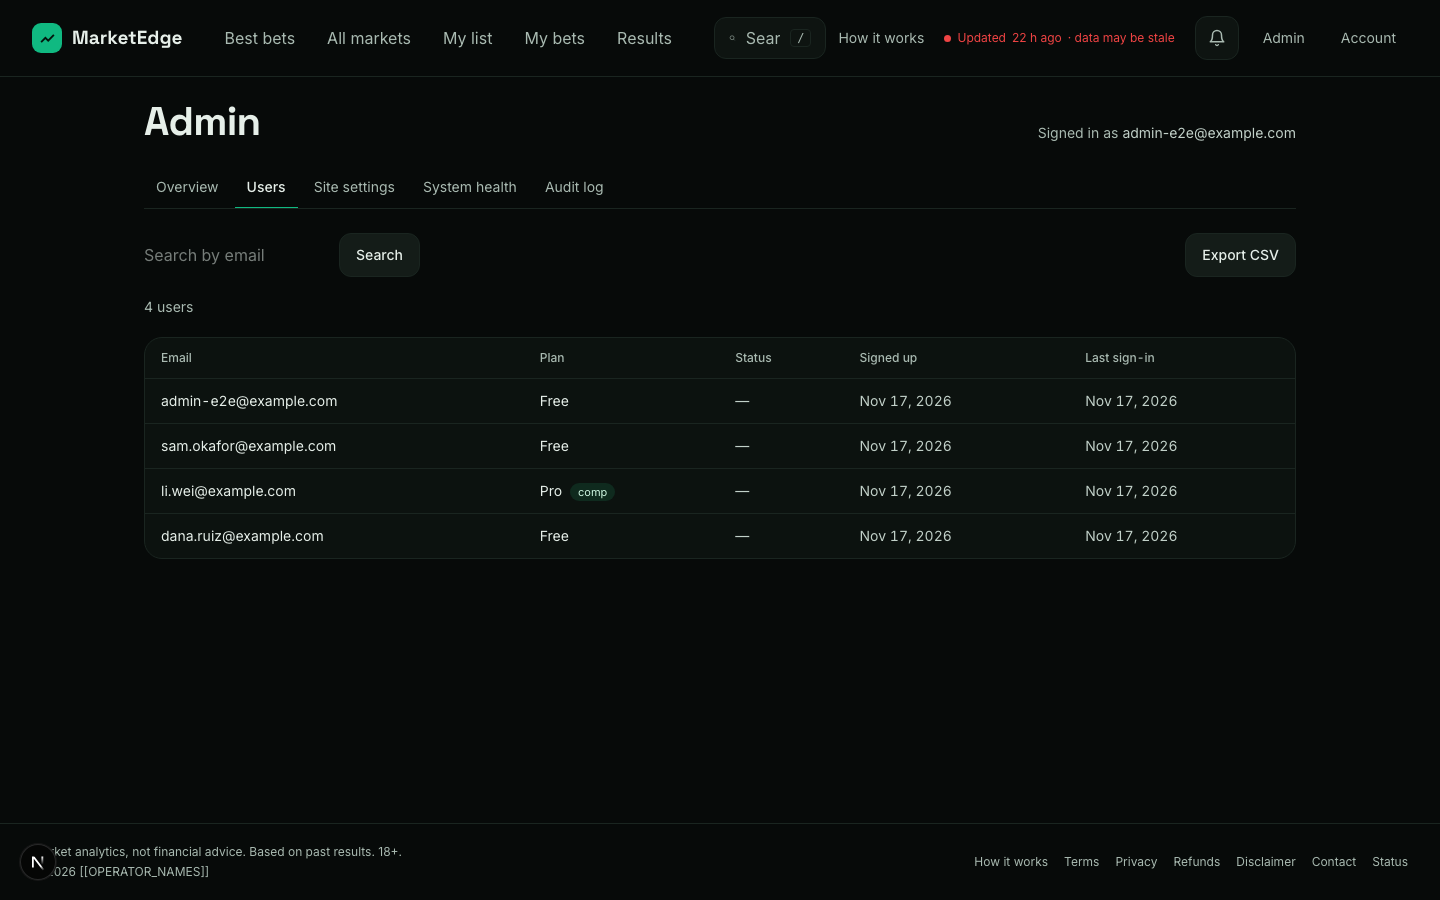 MarketEdge Best bets All markets My list My bets Results Sear / How it works Updated 22 h ago · data may be stale Admin Account
Admin
Signed in as admin-e2e@example.com
Overview Users Site settings System health Audit log
Search by email Search Export CSV
4 users
Email Plan Status Signed up Last sign-in
admin-e2e@example.com Free — Nov 17, 2026 Nov 17, 2026
sam.okafor@example.com Free — Nov 17, 2026 Nov 17, 2026
li.wei@example.com Pro comp — Nov 17, 2026 Nov 17, 2026
dana.ruiz@example.com Free — Nov 17, 2026 Nov 17, 2026
ket analytics, not financial advice. Based on past results. 18+.
026 [[OPERATOR_NAMES]]
How it works Terms Privacy Refunds Disclaimer Contact Status